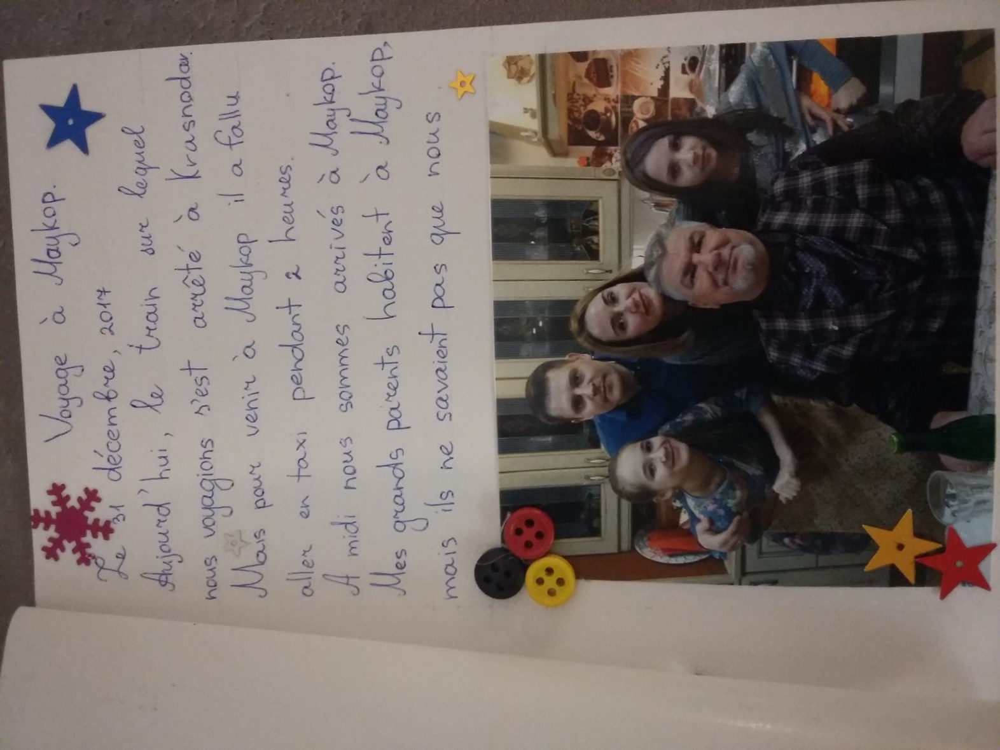 Voyage à Maykop.
Le 31 décembre, 2017
Aujourd'hui, le train sur lequel
nous voyagions s'est arrêté à Krasnodar.
Mais pour venir à Maykop il a fallu
aller en taxi pendant 2 heures.
A midi nous sommes arrivés à Maykop.
Mes grands parents habitent à Maykop,
mais ils ne savaient pas que nous